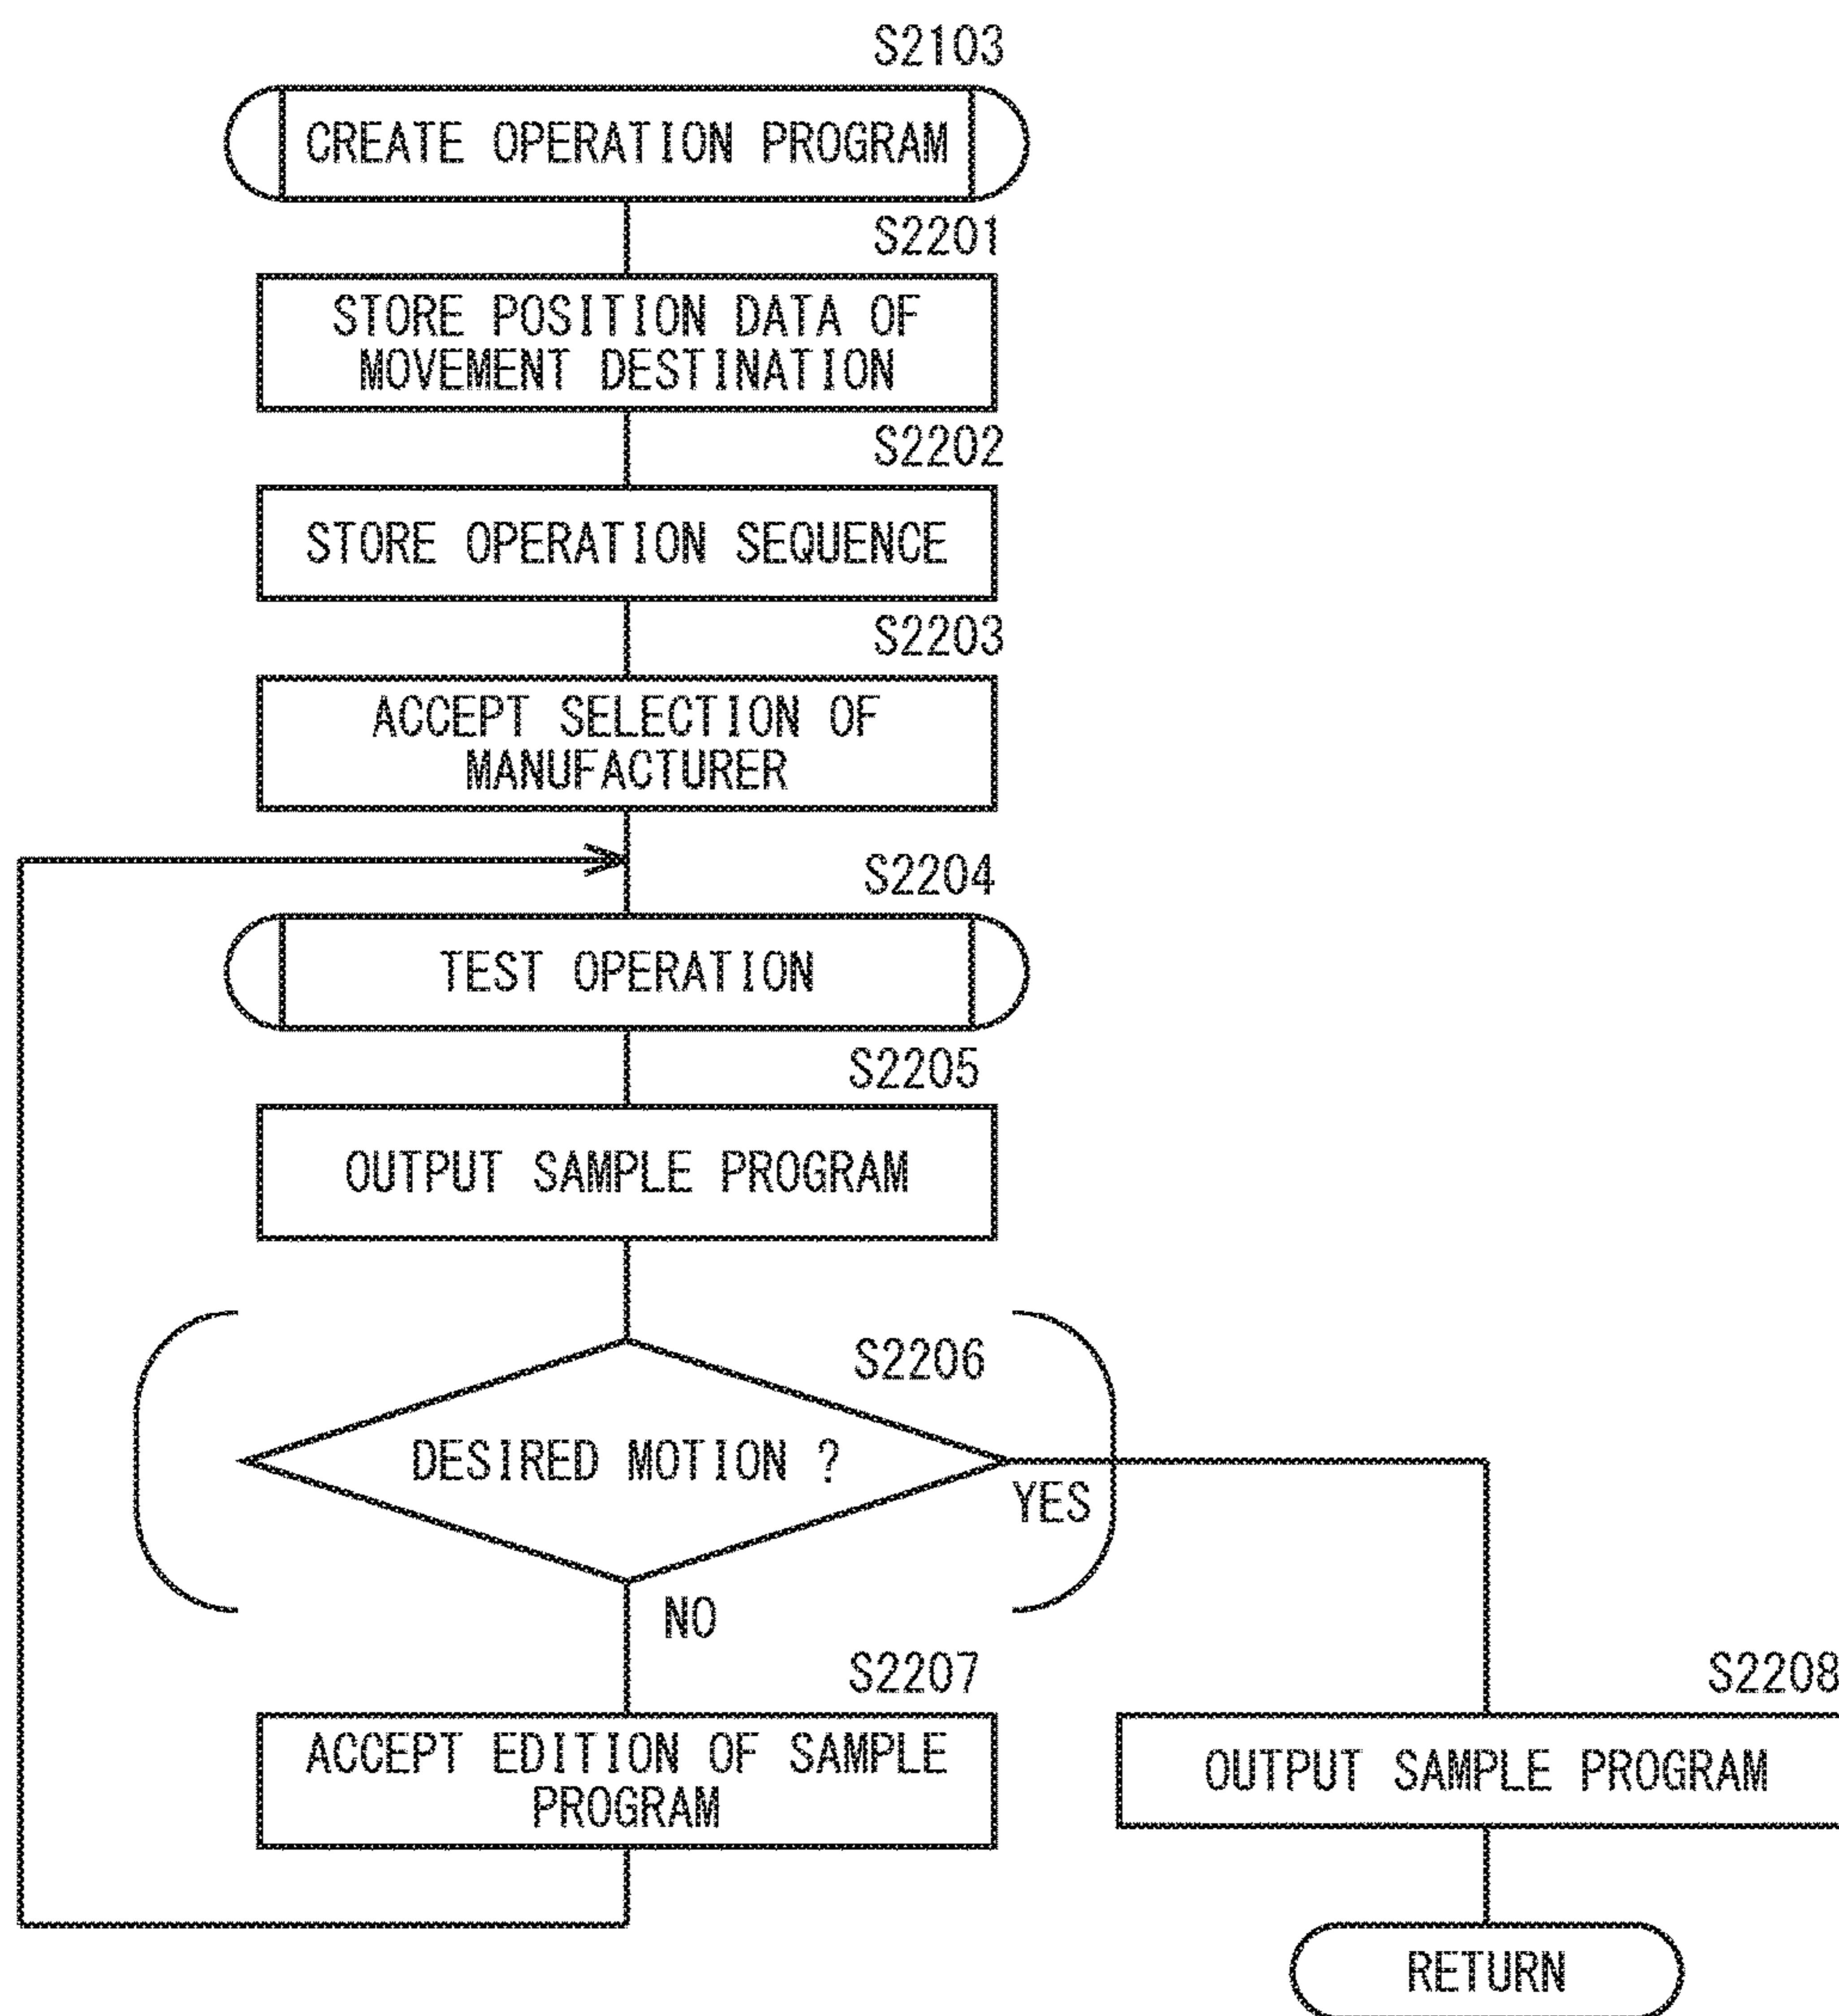 S2103
CREATE OPERATION PROGRAM
S2201
STORE POSITION DATA OF
MOVEMENT DESTINATION
S2202
STORE OPERATION SEQUENCE
S2203
ACCEPT SELECTION OF
MANUFACTURER
S2204
TEST OPERATION
S2205
OUTPUT SAMPLE PROGRAM
S2206
DESIRED MOTION ?
YES
NO
S2207
ACCEPT EDITION OF SAMPLE
PROGRAM
S2208
OUTPUT SAMPLE PROGRAM
RETURN